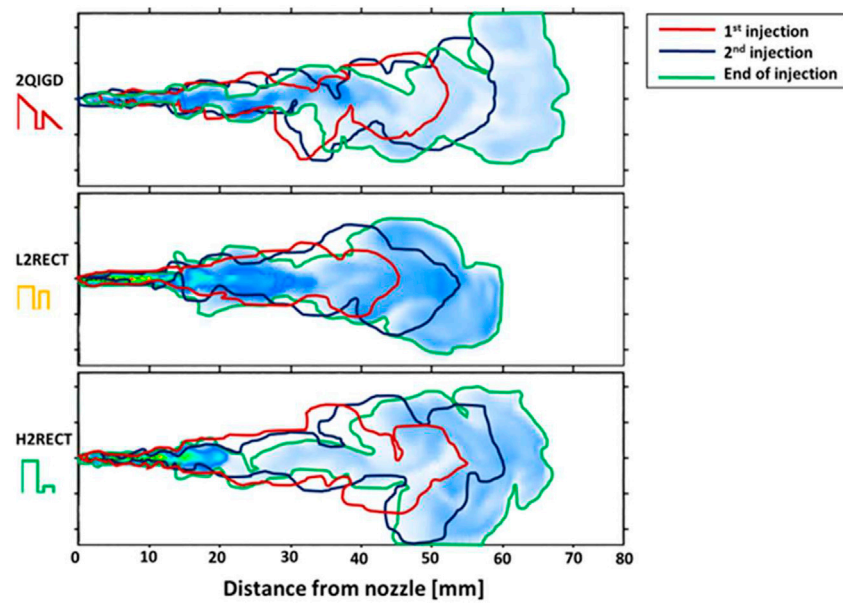 1st injection
2nd injection
End of injection
2QIGD
L2RECT
H2RECT
0 10 20 30 40 50 60 70 80
Distance from nozzle [mm]